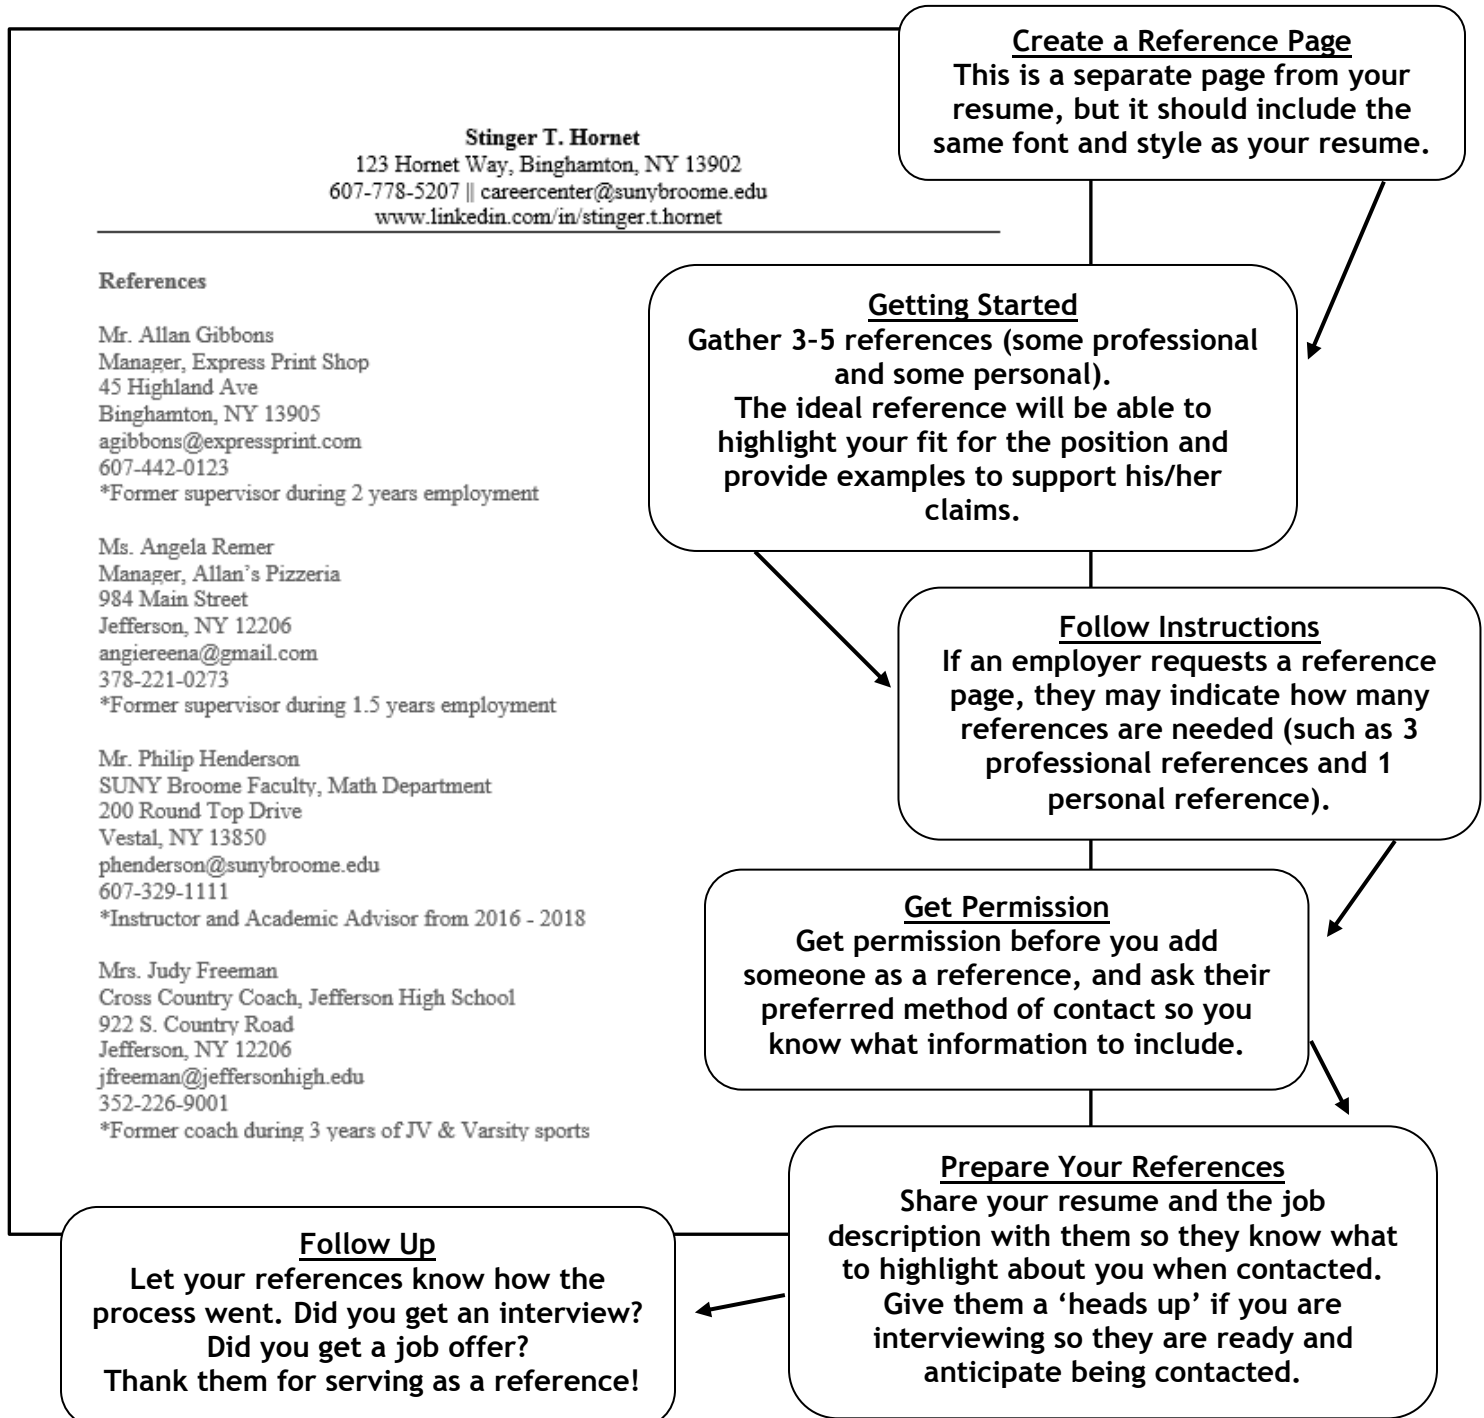 Create a Reference Page
This is a separate page from your
resume, but it should include the
same font and style as your resume.
Stinger T. Hornet
123 Hornet Way, Binghamton, NY 13902
607-778-5207 || careercenter@sunybroome.edu
www.linkedin.com/in/stinger.t.hornet
References
Mr. Allan Gibbons
Manager, Express Print Shop
45 Highland Ave
Binghamton, NY 13905
agibbons@expressprint.com
607-442-0123
*Former supervisor during 2 years employment
Ms. Angela Remer
Manager, Allan's Pizzeria
984 Main Street
Jefferson, NY 12206
angiereena@gmail.com
378-221-0273
*Former supervisor during 1.5 years employment
Mr. Philip Henderson
SUNY Broome Faculty, Math Department
200 Round Top Drive
Vestal, NY 13850
phenderson@sunybroome.edu
607-329-1111
*Instructor and Academic Advisor from 2016 - 2018
Mrs. Judy Freeman
Cross Country Coach, Jefferson High School
922 S. Country Road
Jefferson, NY 12206
jfreeman@jeffersonhigh.edu
352-226-9001
*Former coach during 3 years of JV & Varsity sports
Getting Started
Gather 3-5 references (some professional
and some personal).
The ideal reference will be able to
highlight your fit for the position and
provide examples to support his/her
claims.
Follow Instructions
If an employer requests a reference
page, they may indicate how many
references are needed (such as 3
professional references and 1
personal reference).
Get Permission
Get permission before you add
someone as a reference, and ask their
preferred method of contact so you
know what information to include.
Prepare Your References
Share your resume and the job
description with them so they know what
to highlight about you when contacted.
Give them a ‘heads up’ if you are
interviewing so they are ready and
anticipate being contacted.
Follow Up
Let your references know how the
process went. Did you get an interview?
Did you get a job offer?
Thank them for serving as a reference!